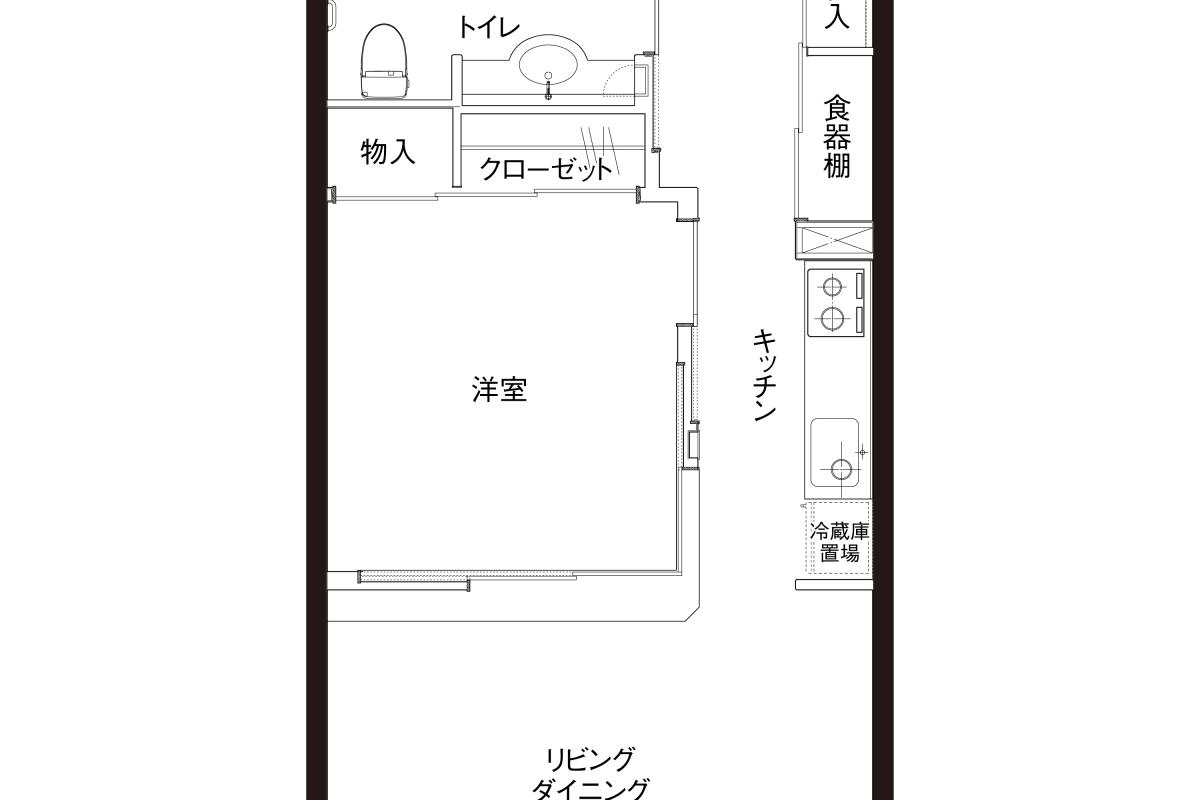 トイレ
入
食器棚
物入
クローゼット
キッチン
洋室
冷蔵庫
置場
リビング
ダイニング